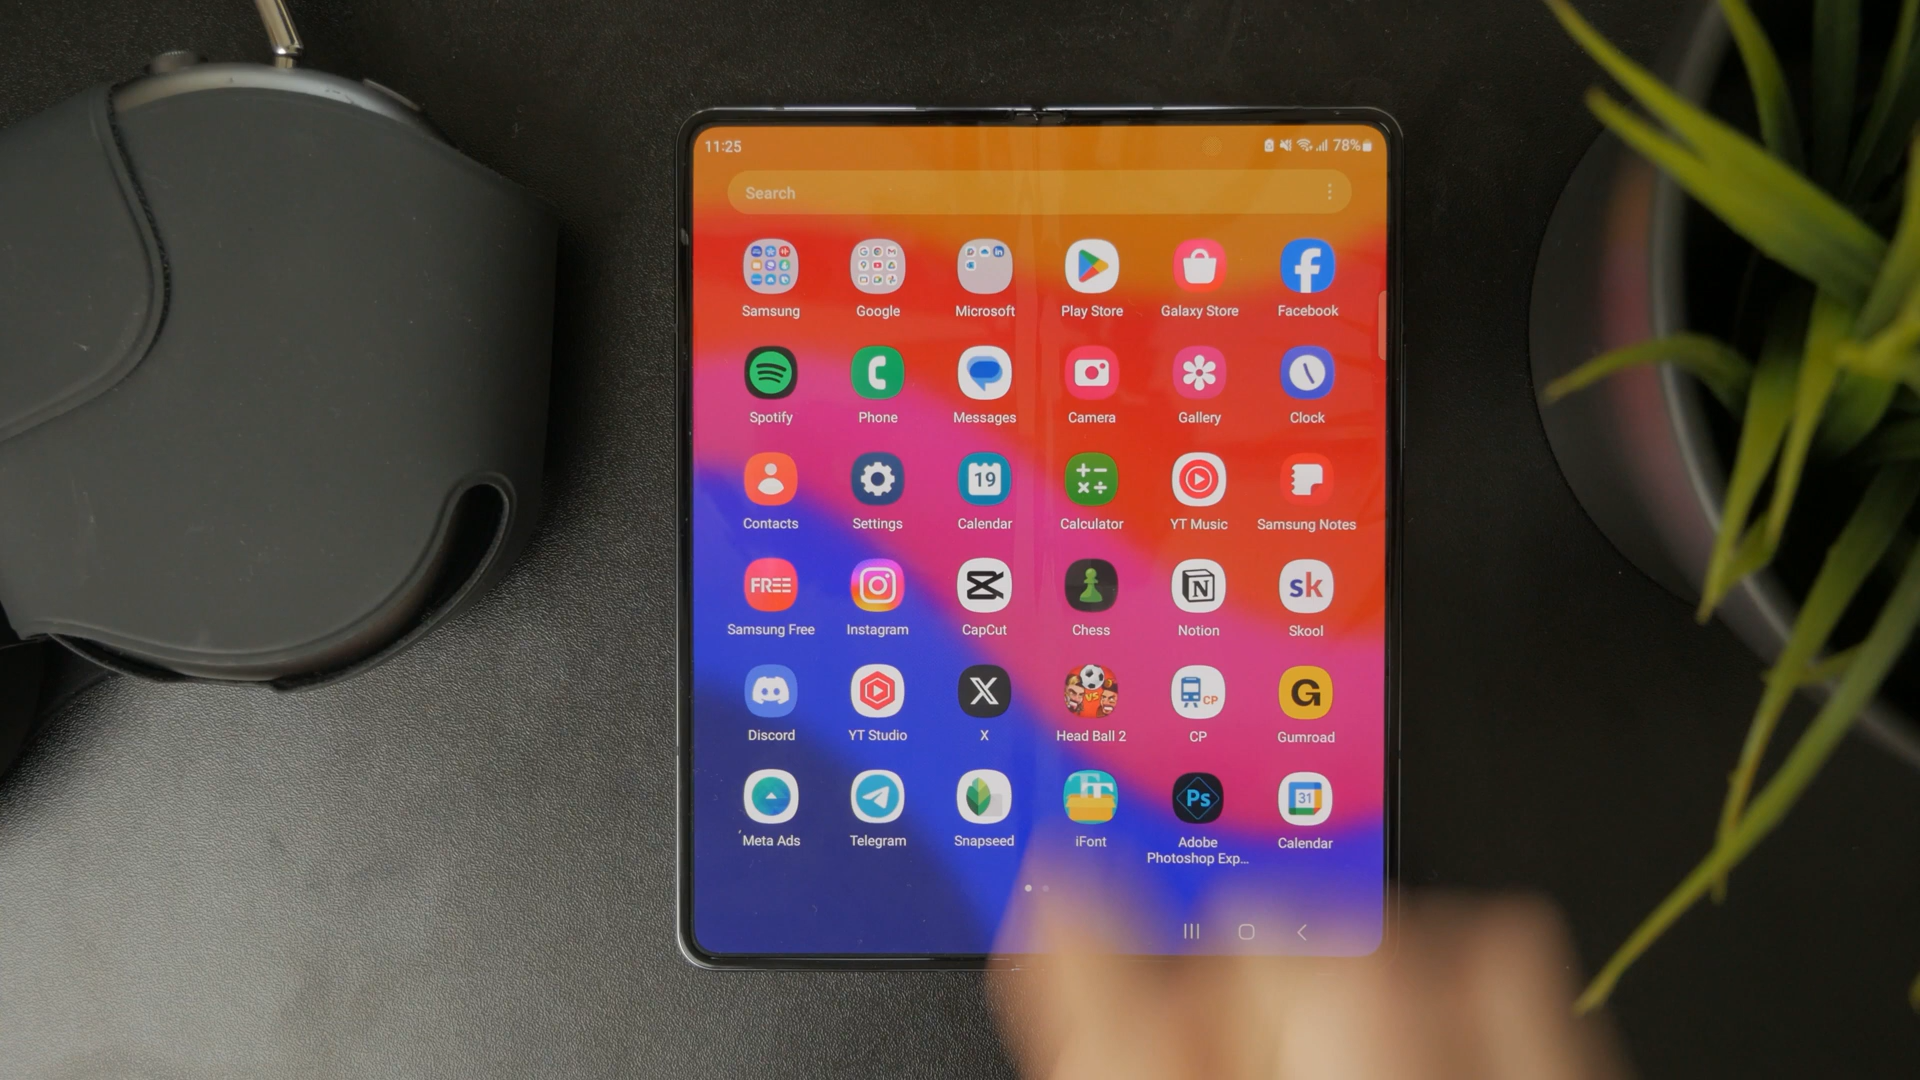 11:25 78%
Search
Samsung Google Microsoft Play Store Galaxy Store Facebook
Spotify Phone Messages Camera Gallery Clock
19
Contacts Settings Calendar Calculator YT Music Samsung Notes
FREE N sk
Samsung Free Instagram CapCut Chess Notion Skool
X VS CP G
Discord YT Studio X Head Ball 2 CP Gumroad
Ps 31
Meta Ads Telegram Snapseed iFont Adobe Photoshop Exp... Calendar